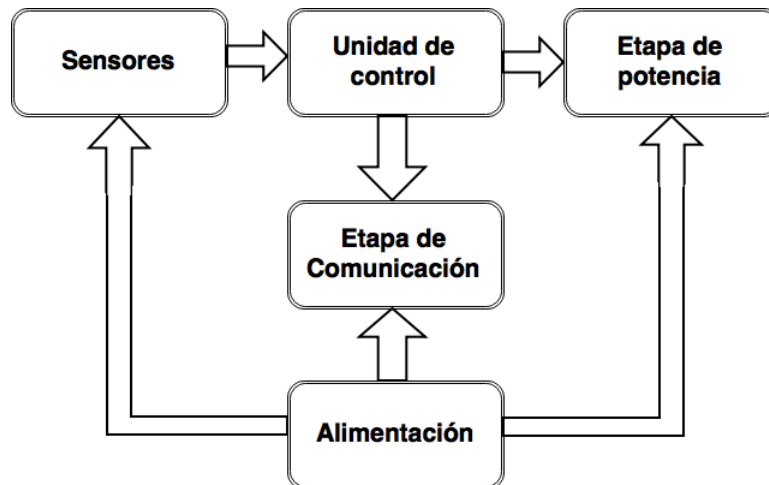 Sensores
Unidad de
control
Etapa de
potencia
Etapa de
Comunicación
Alimentación